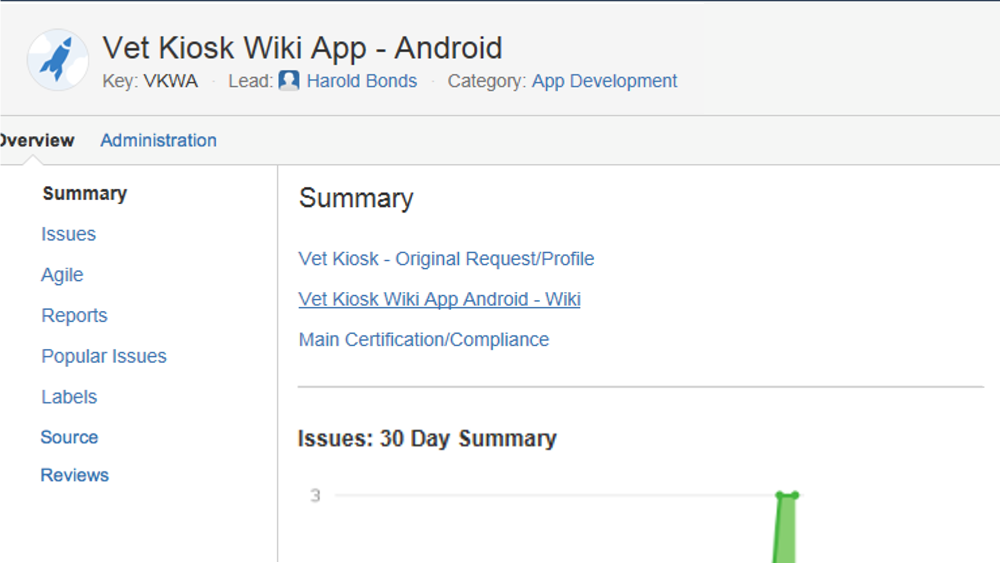 Vet Kiosk Wiki App - Android
Key: VKWA · Lead: Harold Bonds · Category: App Development
Overview Administration
Summary
Issues
Agile
Reports
Popular Issues
Labels
Source
Reviews
Summary
Vet Kiosk - Original Request/Profile
Vet Kiosk Wiki App Android - Wiki
Main Certification/Compliance
Issues: 30 Day Summary
3